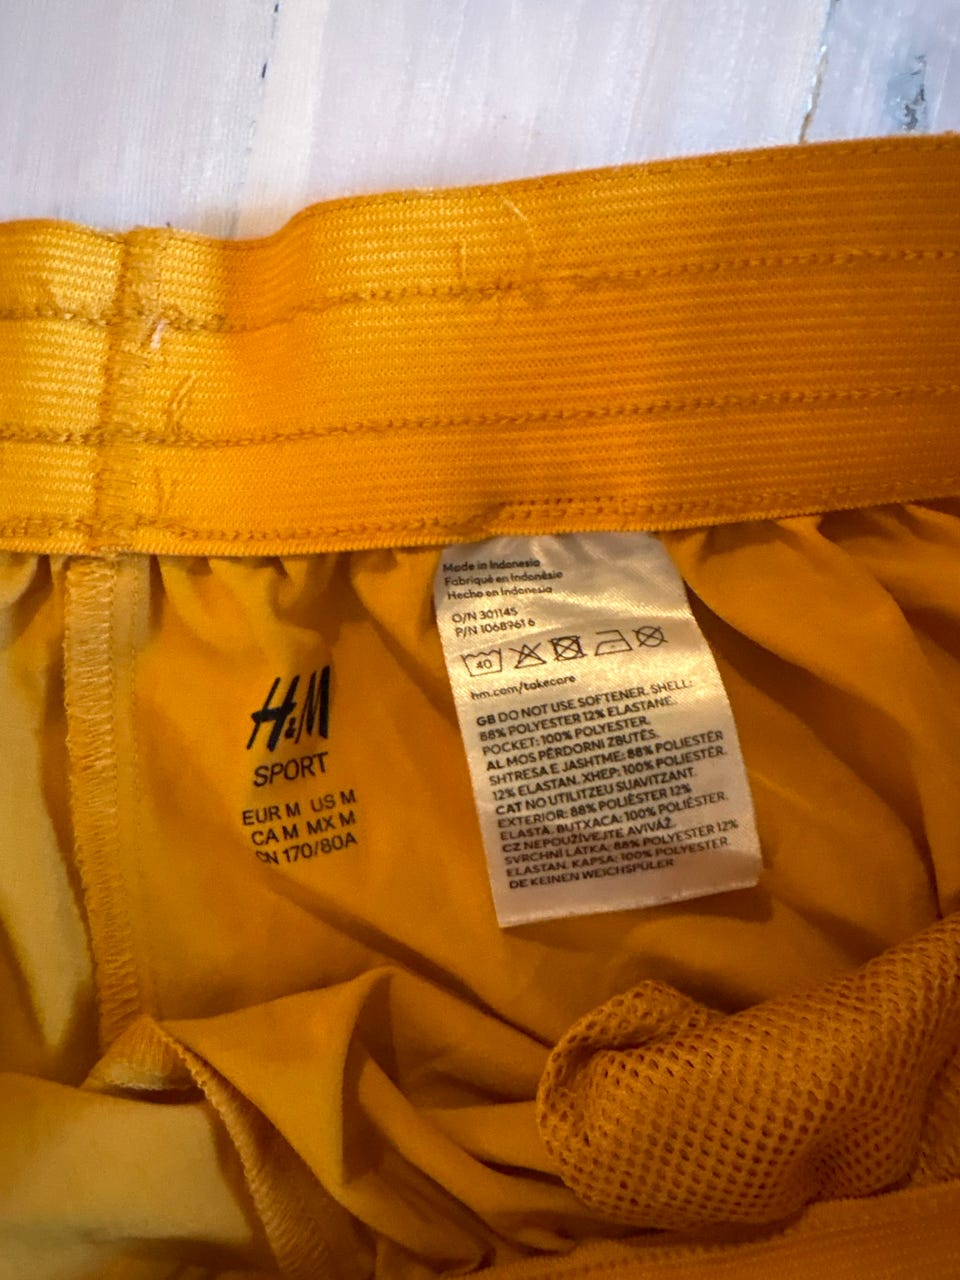 H&M
SPORT
EUR M US M
CA M MX M
CN 170/80A
Made in Indonesia
Fabriqué en Indonésie
Hecho en Indonesia
O/N 301145
P/N 1068961 6
40
hm.com/takecare
GB DO NOT USE SOFTENER. SHELL:
88% POLYESTER 12% ELASTANE.
POCKET: 100% POLYESTER.
AL MOS PËRDORNI ZBUTËS.
SHTRESA E JASHTME: 88% POLIESTËR
12% ELASTAN. XHEP: 100% POLIESTËR.
CAT NO UTILITZEU SUAVITZANT.
EXTERIOR: 88% POLIÈSTER 12%
ELASTÀ. BUTXACA: 100% POLIÈSTER.
CZ NEPOUŽÍVEJTE AVIVÁŽ.
SVRCHNÍ LÁTKA: 88% POLYESTER 12%
ELASTAN. KAPSA: 100% POLYESTER.
DE KEINEN WEICHSPÜLER